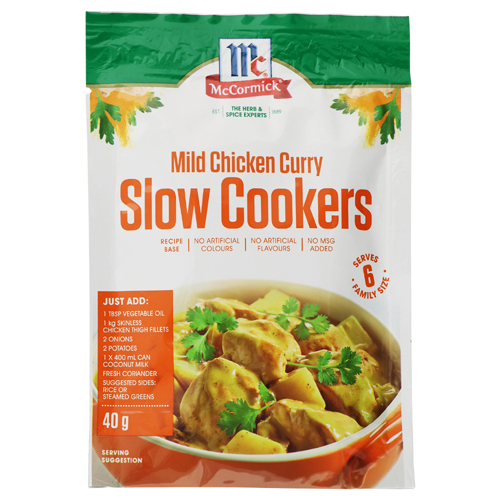 Mc
McCormick
EST
THE HERB &
SPICE EXPERTS
1889
Mild Chicken Curry
Slow Cookers
RECIPE
BASE
NO ARTIFICIAL
COLOURS
NO ARTIFICIAL
FLAVOURS
NO MSG
ADDED
SERVES
6
• FAMILY SIZE •
JUST ADD:
1 TBSP VEGETABLE OIL
1 kg SKINLESS
CHICKEN THIGH FILLETS
2 ONIONS
2 POTATOES
1 X 400 mL CAN
COCONUT MILK
FRESH CORIANDER
SUGGESTED SIDES:
RICE OR
STEAMED GREENS
40 g
SERVING
SUGGESTION